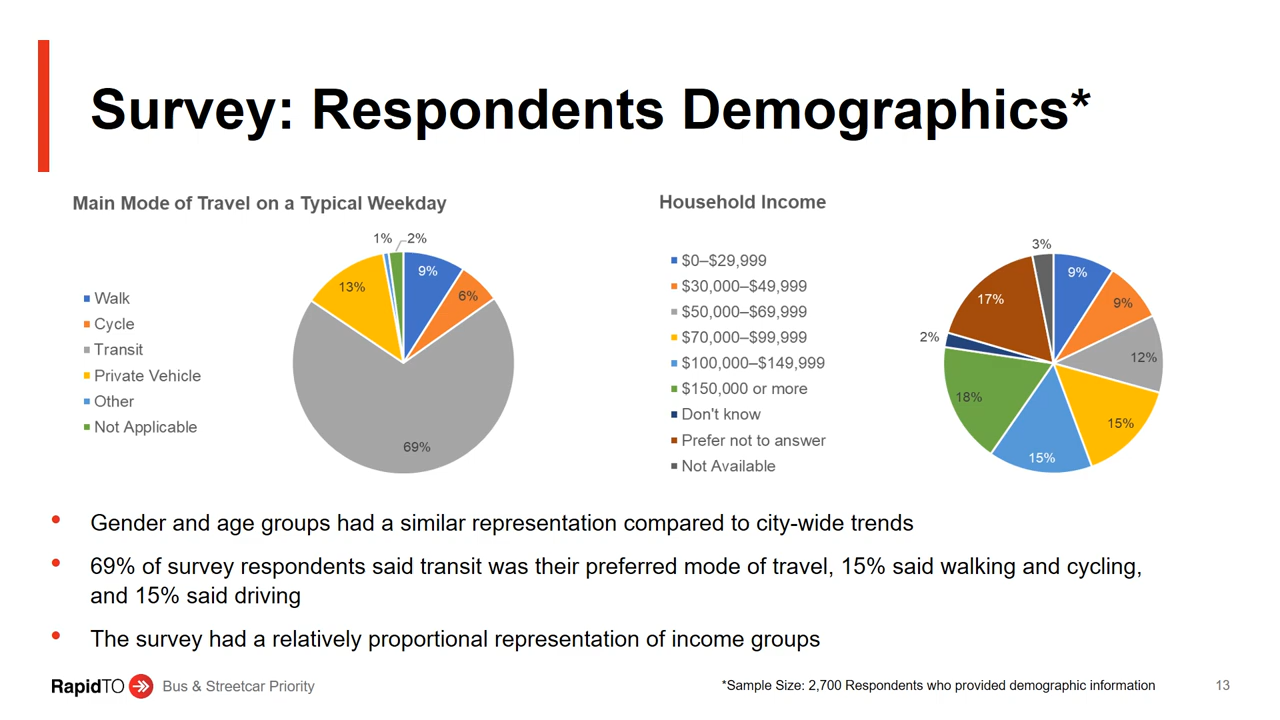 Survey: Respondents Demographics*
Main Mode of Travel on a Typical Weekday
Walk
Cycle
Transit
Private Vehicle
Other
Not Applicable
1%
2%
9%
6%
13%
69%
Household Income
$0–$29,999
$30,000–$49,999
$50,000–$69,999
$70,000–$99,999
$100,000–$149,999
$150,000 or more
Don't know
Prefer not to answer
Not Available
3%
9%
9%
12%
15%
15%
18%
2%
17%
• Gender and age groups had a similar representation compared to city-wide trends
• 69% of survey respondents said transit was their preferred mode of travel, 15% said walking and cycling,
and 15% said driving
• The survey had a relatively proportional representation of income groups
RapidTO Bus & Streetcar Priority
*Sample Size: 2,700 Respondents who provided demographic information
13